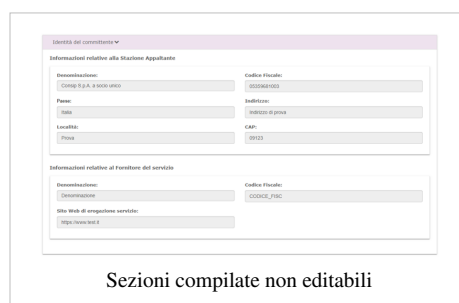 Identità del committente
Informazioni relative alla Stazione Appaltante
Denominazione: Codice Fiscale:
Consip S.p.A. a socio unico 05359681003
Paese: Indirizzo:
Italia Indirizzo di prova
Località: CAP:
Prova 09123
Informazioni relative al Fornitore del servizio
Denominazione: Codice Fiscale:
Denominazione CODICE_FISC
Sito Web di erogazione servizio:
https://www.test.it
Sezioni compilate non editabili